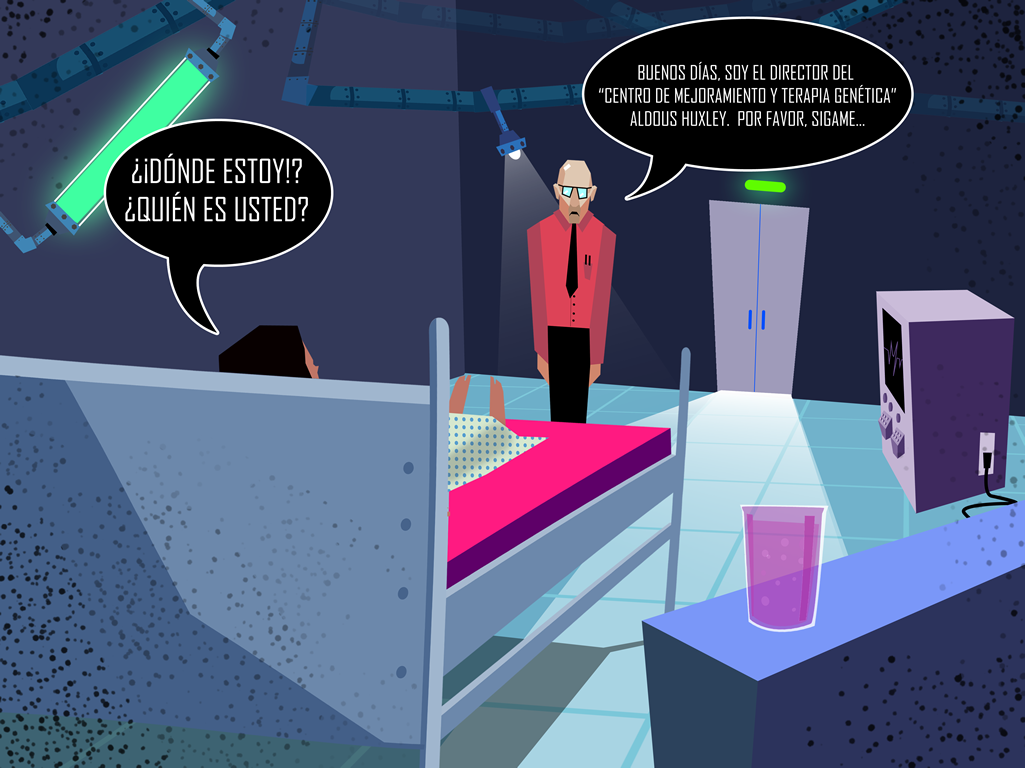 ¿¡DÓNDE ESTOY!?
¿QUIÉN ES USTED?
BUENOS DÍAS, SOY EL DIRECTOR DEL
“CENTRO DE MEJORAMIENTO Y TERAPIA GENÉTICA”
ALDOUS HUXLEY. POR FAVOR, SIGAME...